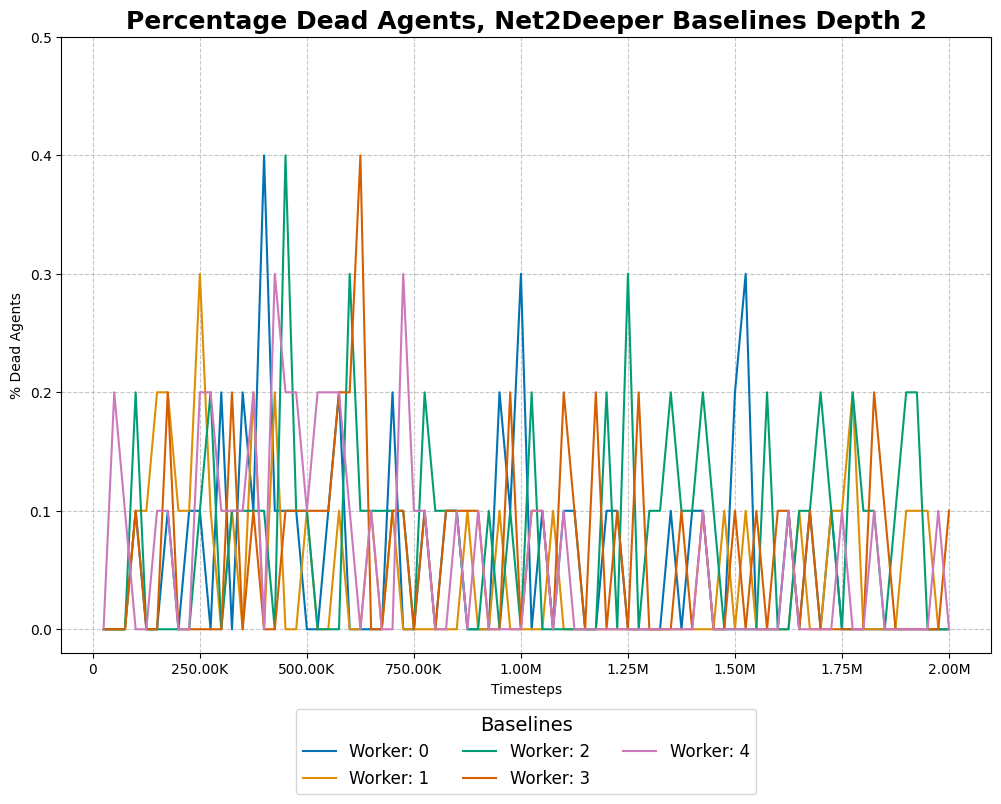 Percentage Dead Agents, Net2Deeper Baselines Depth 2
0.5
0.4
0.3
0.2
0.1
0.0
% Dead Agents
0 250.00K 500.00K 750.00K 1.00M 1.25M 1.50M 1.75M 2.00M
Timesteps
Baselines
Worker: 0 Worker: 2 Worker: 4
Worker: 1 Worker: 3